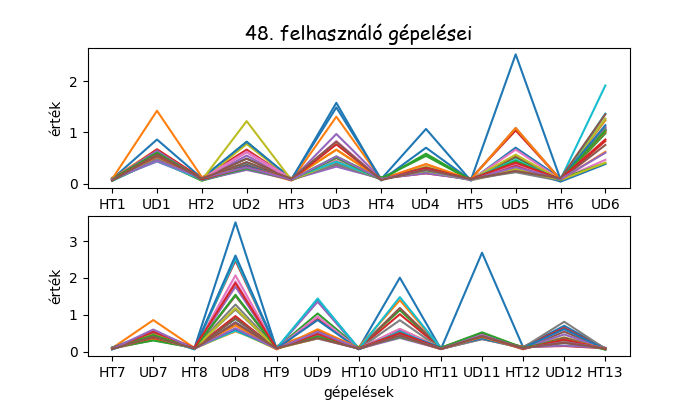 48. felhasználó gépelései
érték
2
1
0
HT1 UD1 HT2 UD2 HT3 UD3 HT4 UD4 HT5 UD5 HT6 UD6
érték
3
2
1
0
HT7 UD7 HT8 UD8 HT9 UD9 HT10 UD10 HT11 UD11 HT12 UD12 HT13
gépelések